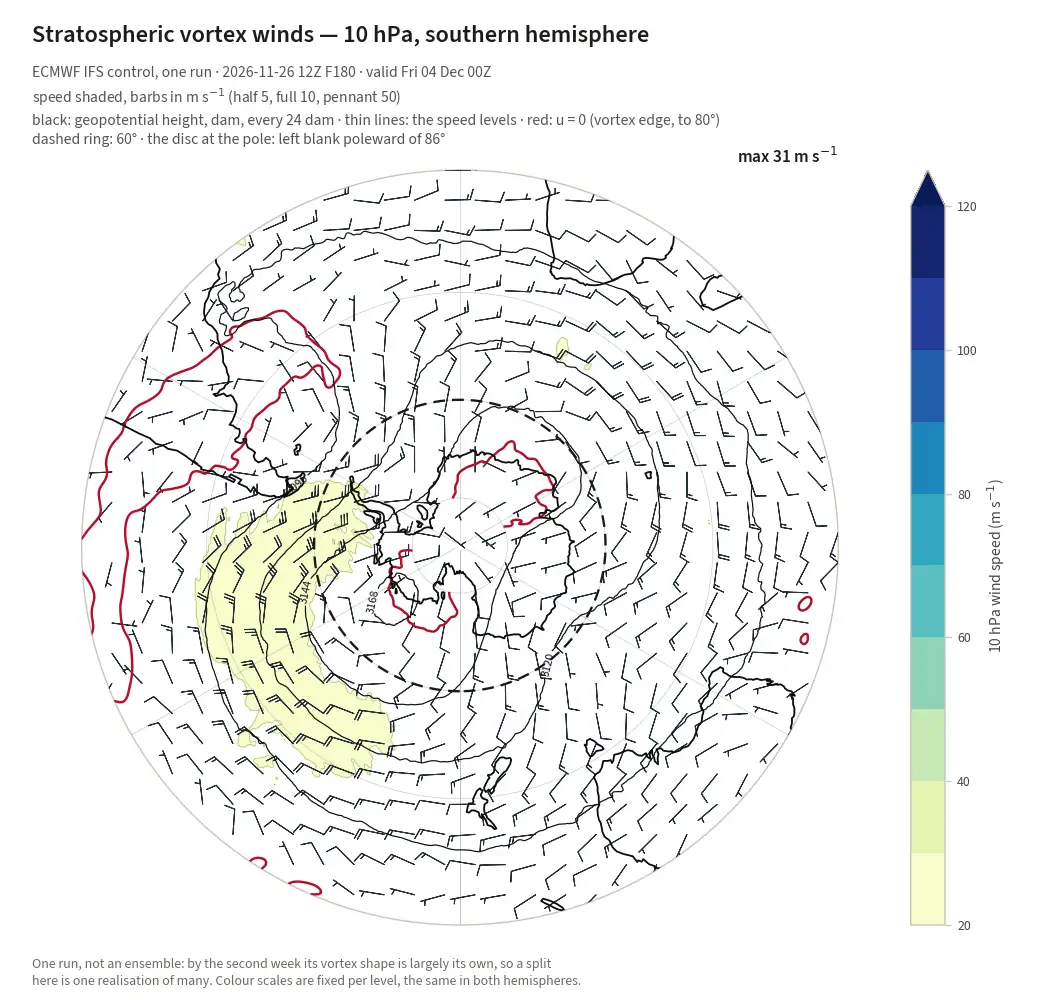 Stratospheric vortex winds — 10 hPa, southern hemisphere
ECMWF IFS control, one run · 2026-11-26 12Z F180 · valid Fri 04 Dec 00Z
speed shaded, barbs in m s⁻¹ (half 5, full 10, pennant 50)
black: geopotential height, dam, every 24 dam · thin lines: the speed levels · red: u = 0 (vortex edge, to 80°)
dashed ring: 60° · the disc at the pole: left blank poleward of 86°
max 31 m s⁻¹
120
100
80
60
40
20
10 hPa wind speed (m s⁻¹)
3144
3168
3120
One run, not an ensemble: by the second week its vortex shape is largely its own, so a split
here is one realisation of many. Colour scales are fixed per level, the same in both hemispheres.